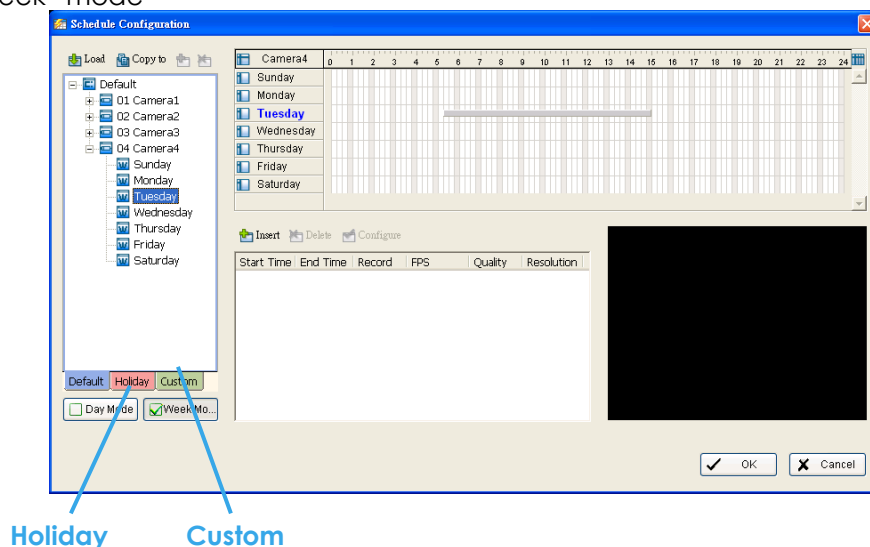 eek" mode
Schedule Configuration
Load Copy to
Default
01 Camera1
02 Camera2
03 Camera3
04 Camera4
Sunday
Monday
Tuesday
Wednesday
Thursday
Friday
Saturday
Default Holiday Custom
Day Mode Week Mo...
Camera4 0 1 2 3 4 5 6 7 8 9 10 11 12 13 14 15 16 17 18 19 20 21 22 23 24
Sunday
Monday
Tuesday
Wednesday
Thursday
Friday
Saturday
Insert Delete Configure
Start Time End Time Record FPS Quality Resolution
OK Cancel
Holiday Custom